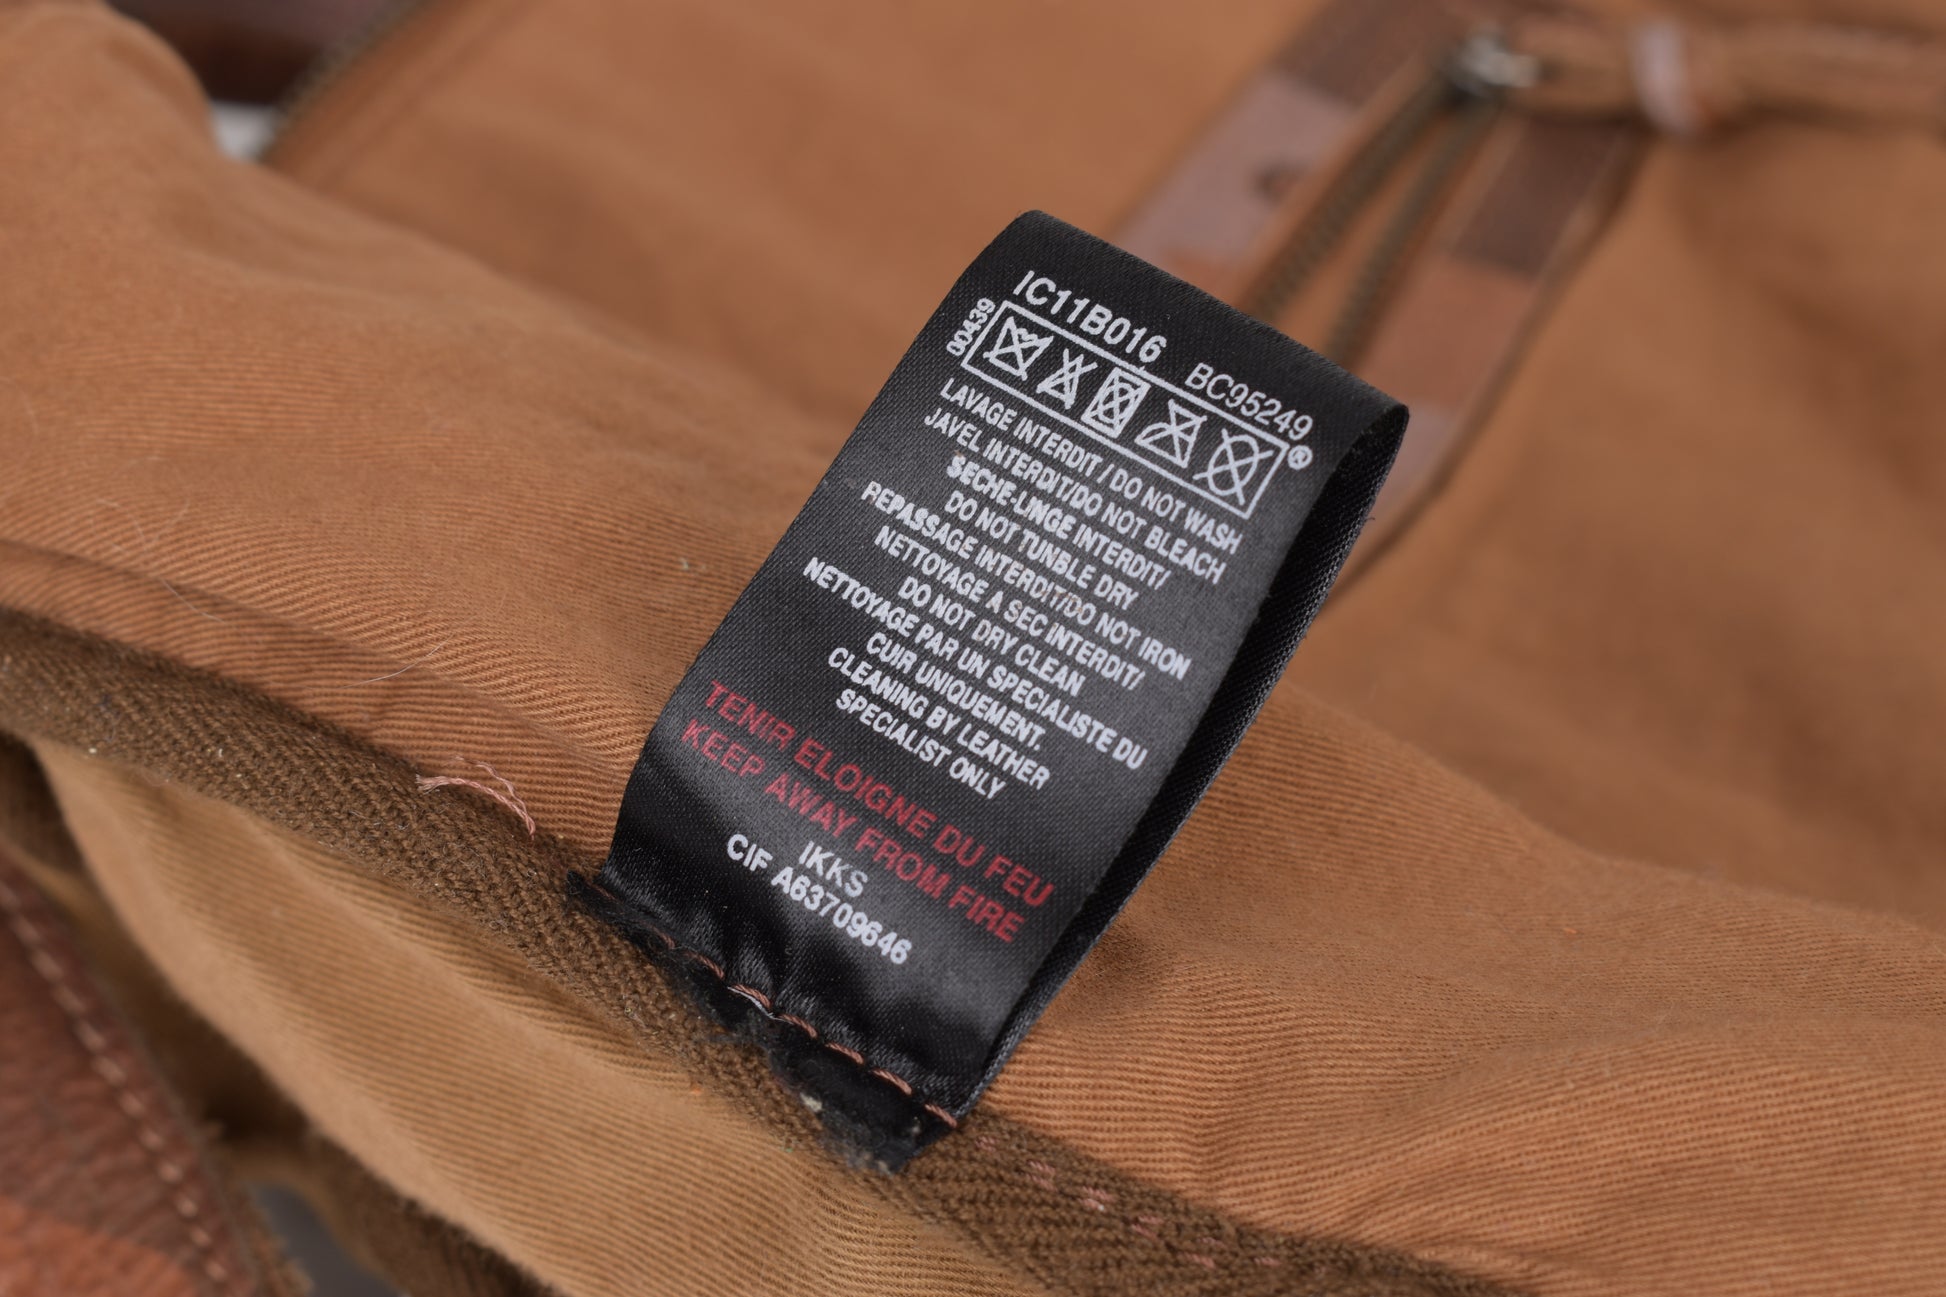 IC11B016 BC95249
00439
®
LAVAGE INTERDIT / DO NOT WASH
JAVEL INTERDIT/DO NOT BLEACH
SECHE-LINGE INTERDIT/
DO NOT TUNBLE DRY
REPASSAGE INTERDIT/DO NOT IRON
NETTOYAGE A SEC INTERDIT/
DO NOT DRY CLEAN
NETTOYAGE PAR UN SPECIALISTE DU
CUIR UNIQUEMENT.
CLEANING BY LEATHER
SPECIALIST ONLY
TENIR ELOIGNE DU FEU
KEEP AWAY FROM FIRE
IKKS
CIF A63709646